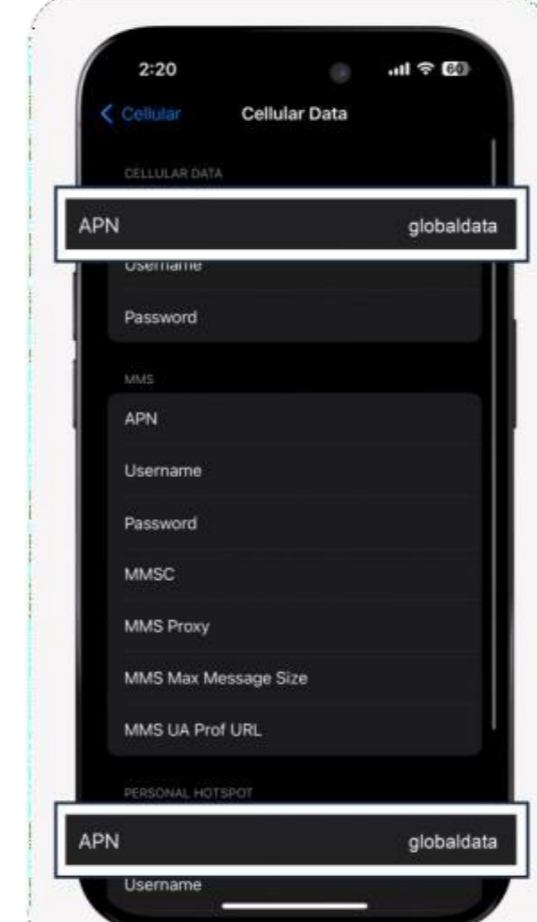 2:20
60
Cellular
Cellular Data
CELLULAR DATA
APN globaldata
Username
Password
MMS
APN
Username
Password
MMSC
MMS Proxy
MMS Max Message Size
MMS UA Prof URL
PERSONAL HOTSPOT
APN globaldata
Username